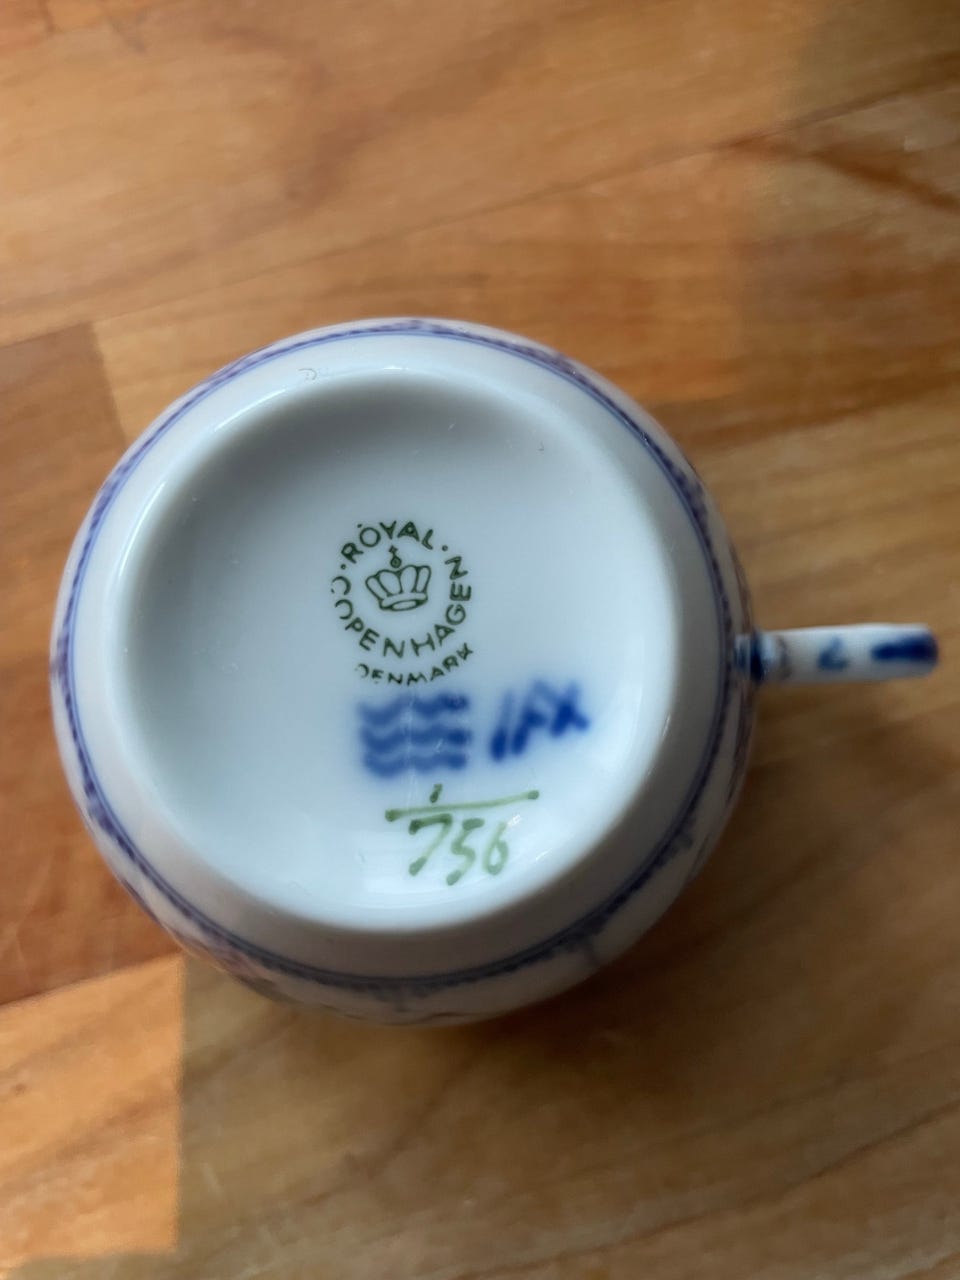 · ROYAL ·
COPENHAGEN
DENMARK
1
756